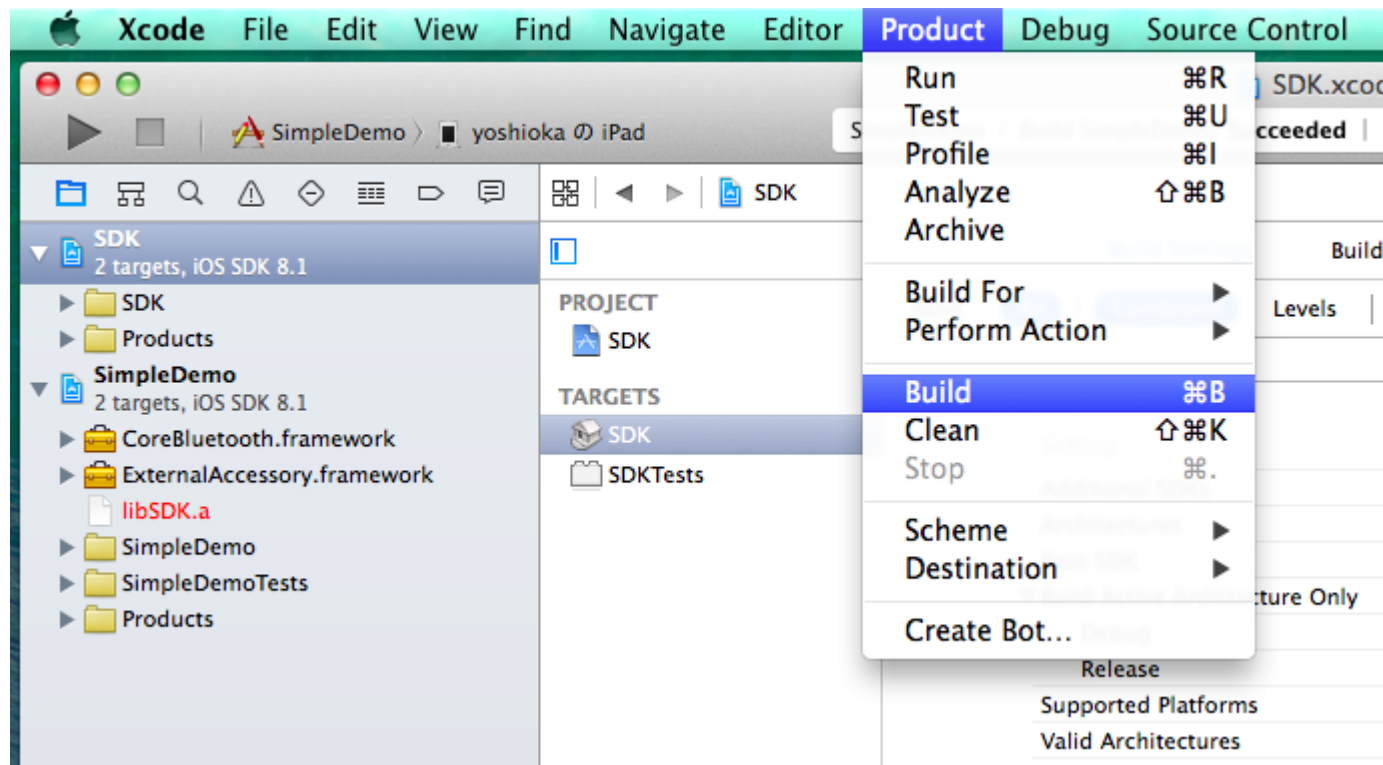 Xcode File Edit View Find Navigate Editor Product Debug Source Control
SDK.xcod
SimpleDemo 〉 yoshioka の iPad
cceeded
SDK
SDK
2 targets, iOS SDK 8.1
SDK
Products
SimpleDemo
2 targets, iOS SDK 8.1
CoreBluetooth.framework
ExternalAccessory.framework
libSDK.a
SimpleDemo
SimpleDemoTests
Products
PROJECT
SDK
TARGETS
SDK
SDKTests
Run ⌘R
Test ⌘U
Profile ⌘I
Analyze ⇧⌘B
Archive
Build For ▶
Perform Action ▶
Build ⌘B
Clean ⇧⌘K
Stop ⌘.
Scheme ▶
Destination ▶
Create Bot...
Build
Levels
cture Only
Release
Supported Platforms
Valid Architectures